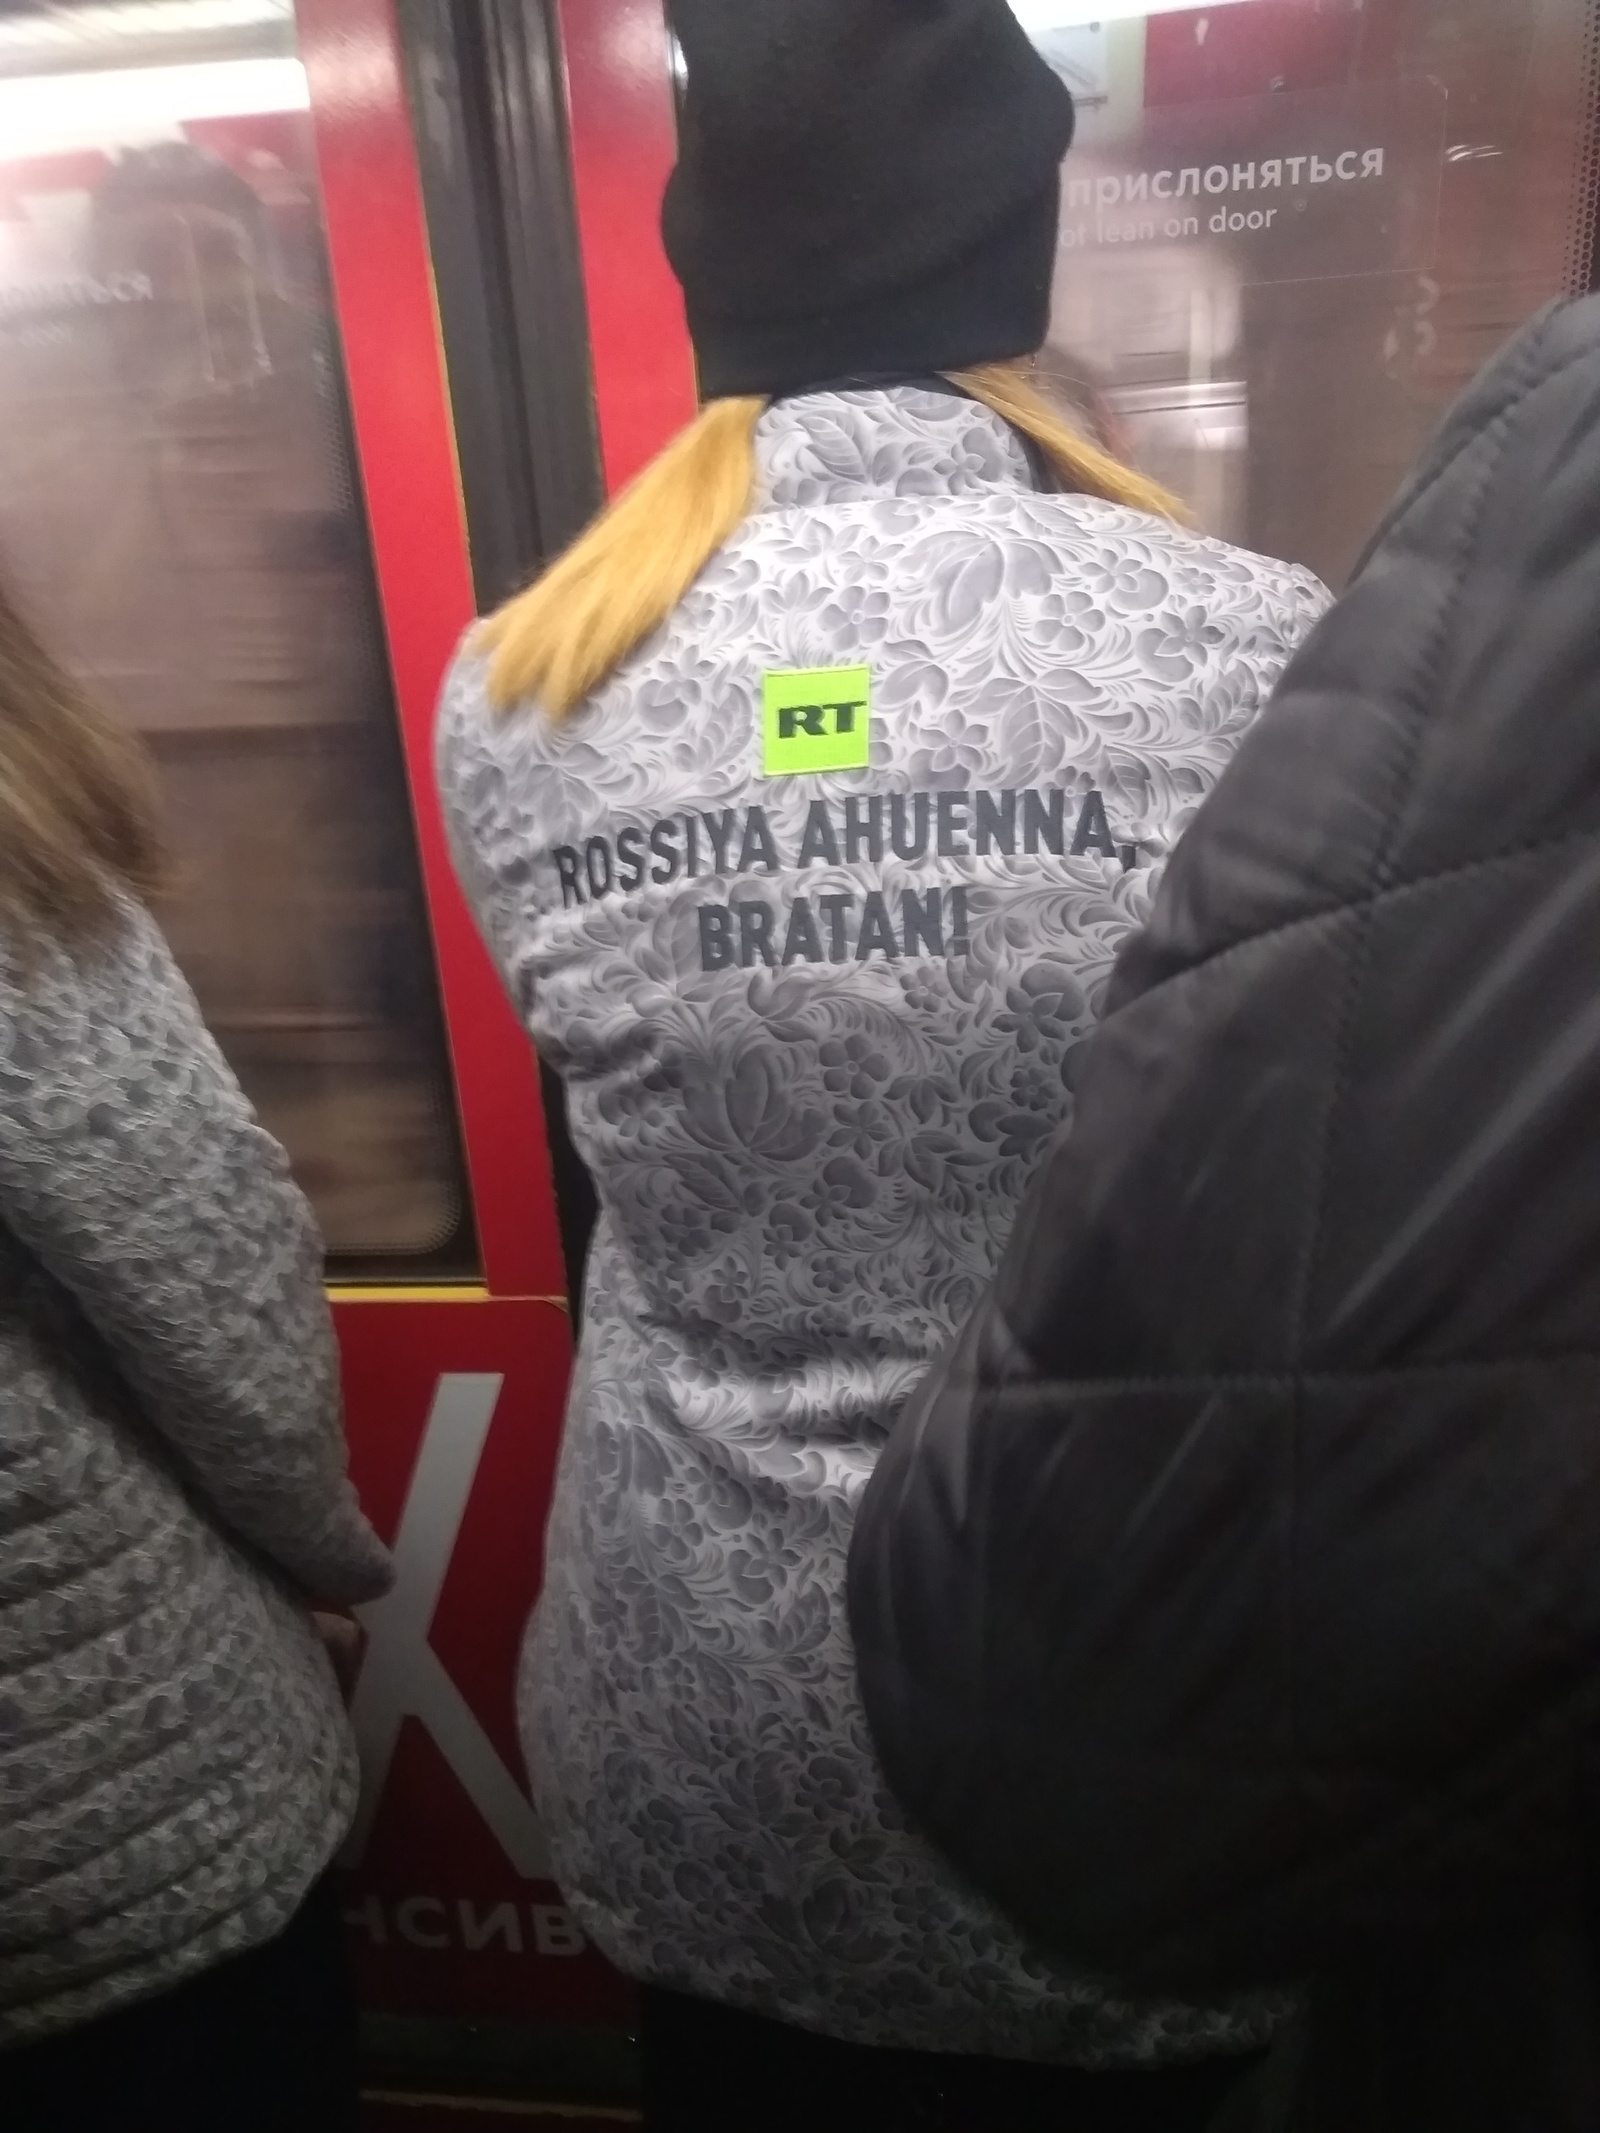 прислоняться
lean on door
RT
ROSSIYA AHUENNA,
BRATAN!